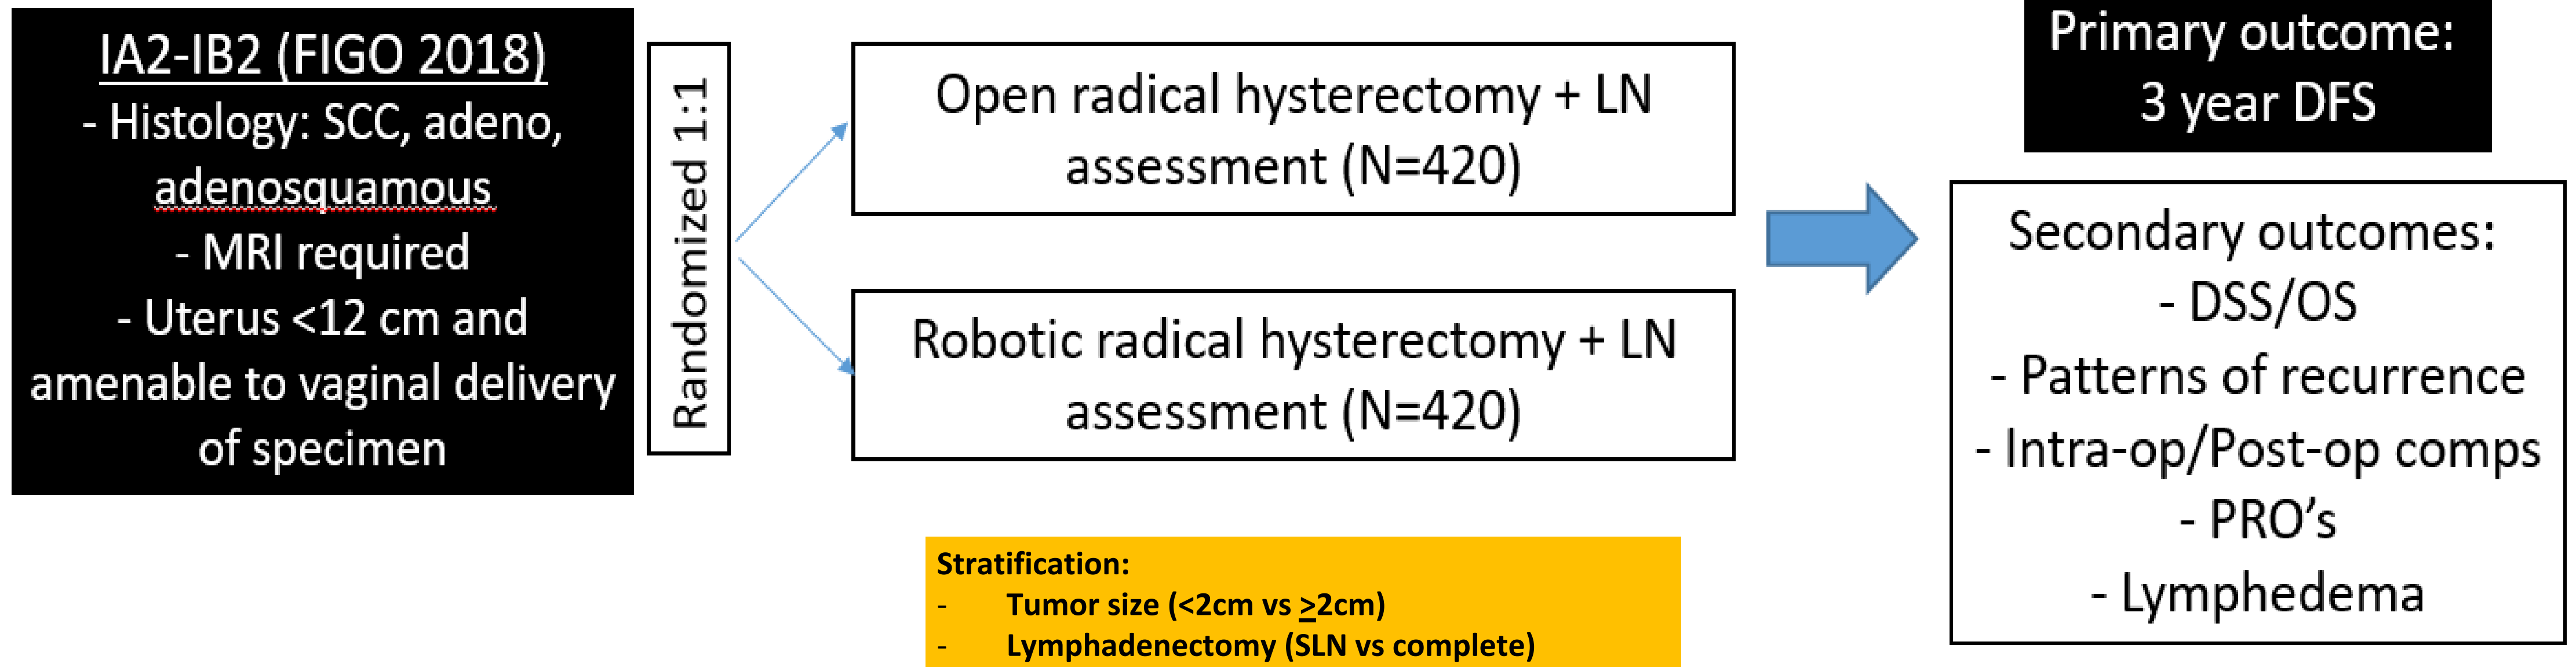 IA2-IB2 (FIGO 2018)
- Histology: SCC, adeno,
adenosquamous
- MRI required
- Uterus <12 cm and
amenable to vaginal delivery
of specimen
Randomized 1:1
Open radical hysterectomy + LN
assessment (N=420)
Robotic radical hysterectomy + LN
assessment (N=420)
Stratification:
- Tumor size (<2cm vs ≥2cm)
- Lymphadenectomy (SLN vs complete)
Primary outcome:
3 year DFS
Secondary outcomes:
- DSS/OS
- Patterns of recurrence
- Intra-op/Post-op comps
- PRO’s
- Lymphedema